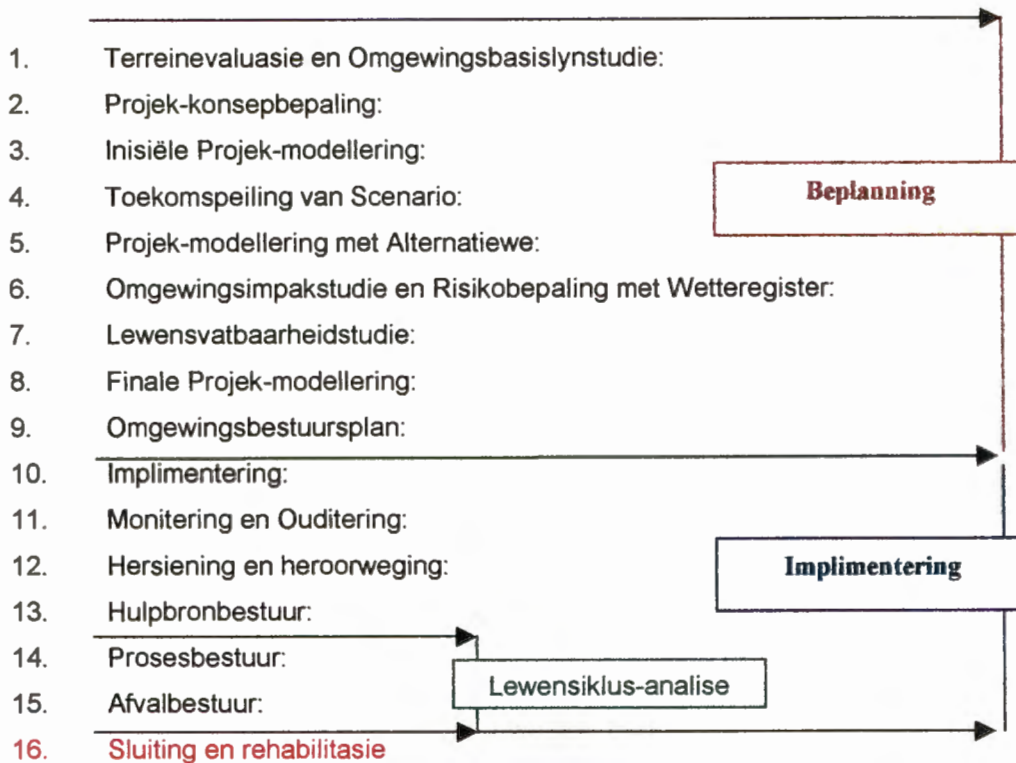 1. Terreinevaluasie en Omgewingsbasislynstudie:
2. Projek-konsepbepaling:
3. Inisiële Projek-modellering:
4. Toekomspeiling van Scenario:
Beplanning
5. Projek-modellering met Alternatiewe:
6. Omgewingsimpakstudie en Risikobepaling met Wetteregister:
7. Lewensvatbaarheidstudie:
8. Finale Projek-modellering:
9. Omgewingsbestuursplan:
10. Implimentering:
11. Monitering en Ouditering:
12. Hersiening en heroorweging:
Implimentering
13. Hulpbronbestuur:
14. Prosesbestuur:
Lewensiklus-analise
15. Afvalbestuur:
16. Sluiting en rehabilitasie